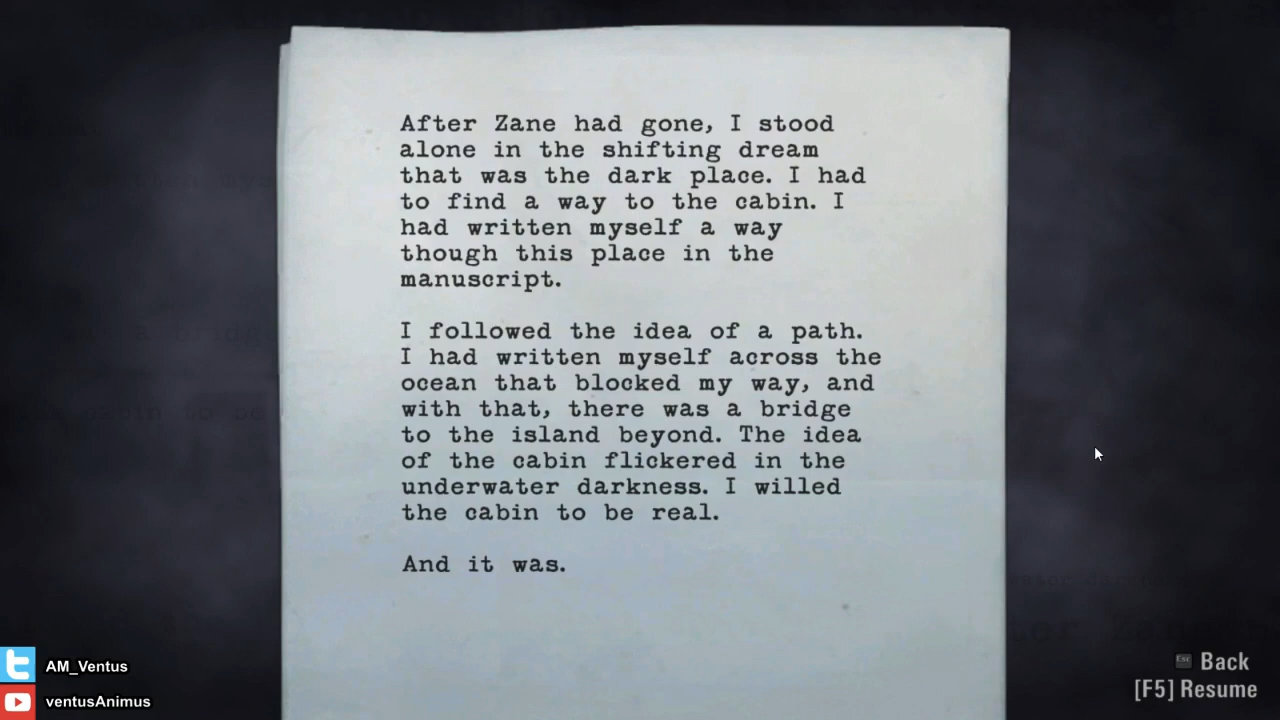 After Zane had gone, I stood
alone in the shifting dream
that was the dark place. I had
to find a way to the cabin. I
had written myself a way
though this place in the
manuscript.
I followed the idea of a path.
I had written myself across the
ocean that blocked my way, and
with that, there was a bridge
to the island beyond. The idea
of the cabin flickered in the
underwater darkness. I willed
the cabin to be real.
And it was.
AM_Ventus
ventusAnimus
Esc Back
[F5] Resume